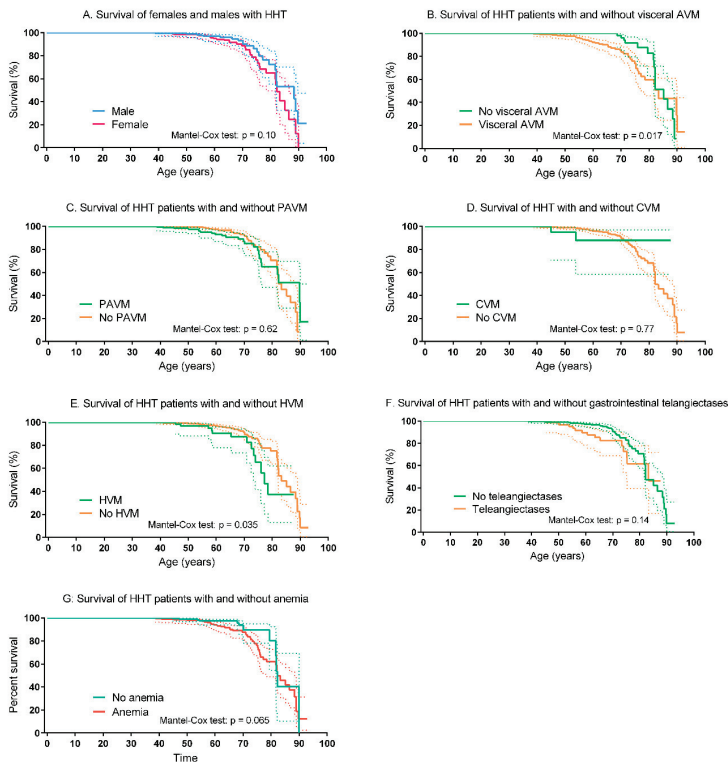 A. Survival of females and males with HHT
Survival (%)
100
80
60
40
20
0
Male
Female
Mantel-Cox test: p = 0.10
0 10 20 30 40 50 60 70 80 90 100
Age (years)
B. Survival of HHT patients with and without visceral AVM
Survival (%)
100
80
60
40
20
0
No visceral AVM
Visceral AVM
Mantel-Cox test: p = 0.017
0 10 20 30 40 50 60 70 80 90 100
Age (years)
C. Survival of HHT patients with and without PAVM
Survival (%)
100
80
60
40
20
0
PAVM
No PAVM
Mantel-Cox test: p = 0.62
0 10 20 30 40 50 60 70 80 90 100
Age (years)
D. Survival of HHT with and without CVM
Survival (%)
100
80
60
40
20
0
CVM
No CVM
Mantel-Cox test: p = 0.77
0 10 20 30 40 50 60 70 80 90 100
Age (years)
E. Survival of HHT patients with and without HVM
Survival (%)
100
80
60
40
20
0
HVM
No HVM
Mantel-Cox test: p = 0.035
0 10 20 30 40 50 60 70 80 90 100
Age (years)
F. Survival of HHT patients with and without gastrointestinal telangiectases
Survival (%)
100
80
60
40
20
0
No teleangiectases
Teleangiectases
Mantel-Cox test: p = 0.14
0 10 20 30 40 50 60 70 80 90 100
Age (years)
G. Survival of HHT patients with and without anemia
Percent survival
100
80
60
40
20
0
No anemia
Anemia
Mantel-Cox test: p = 0.065
0 10 20 30 40 50 60 70 80 90 100
Time